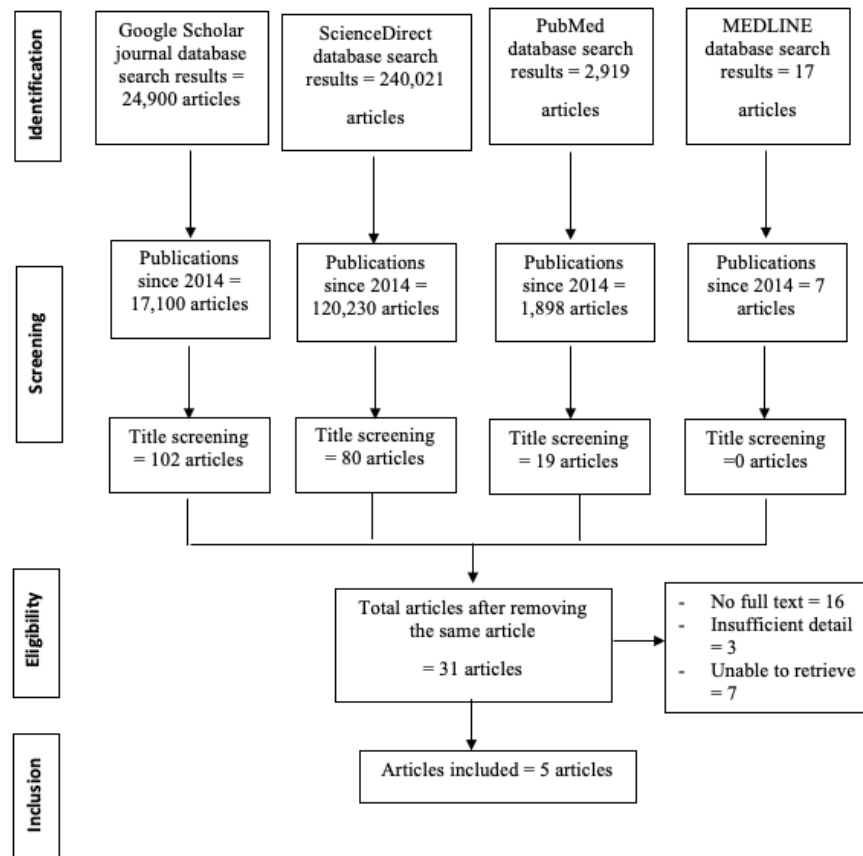 Identification
Google Scholar
journal database
search results =
24,900 articles
ScienceDirect
database search
results = 240,021
articles
PubMed
database search
results = 2,919
articles
MEDLINE
database search
results = 17
articles
Screening
Publications
since 2014 =
17,100 articles
Publications
since 2014 =
120,230 articles
Publications
since 2014 =
1,898 articles
Publications
since 2014 = 7
articles
Title screening
= 102 articles
Title screening
= 80 articles
Title screening
= 19 articles
Title screening
=0 articles
Eligibility
Total articles after removing
the same article
= 31 articles
- No full text = 16
- Insufficient detail
= 3
- Unable to retrieve
= 7
Inclusion
Articles included = 5 articles